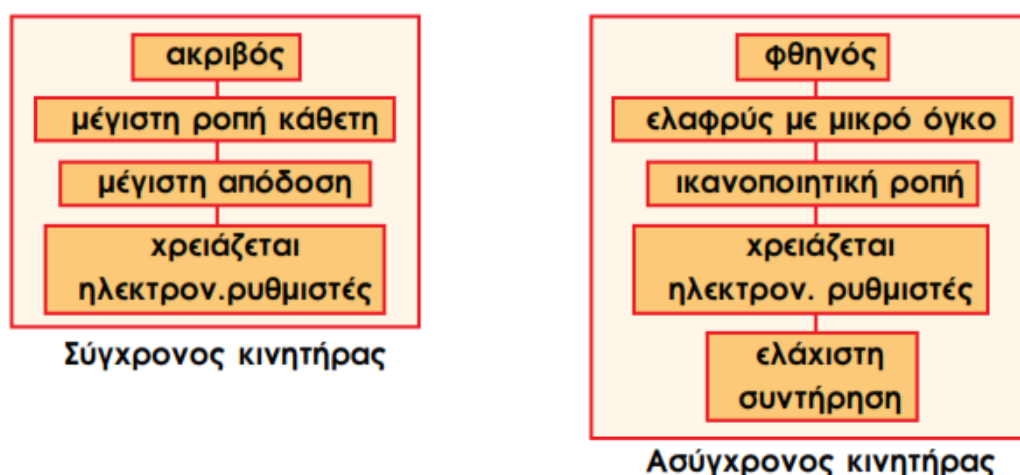 ακριβός
μέγιστη ροπή κάθετη
μέγιστη απόδοση
χρειάζεται
ηλεκτρον.ρυθμιστές
Σύγχρονος κινητήρας
φθηνός
ελαφρύς με μικρό όγκο
ικανοποιητική ροπή
χρειάζεται
ηλεκτρον. ρυθμιστές
ελάχιστη
συντήρηση
Ασύγχρονος κινητήρας